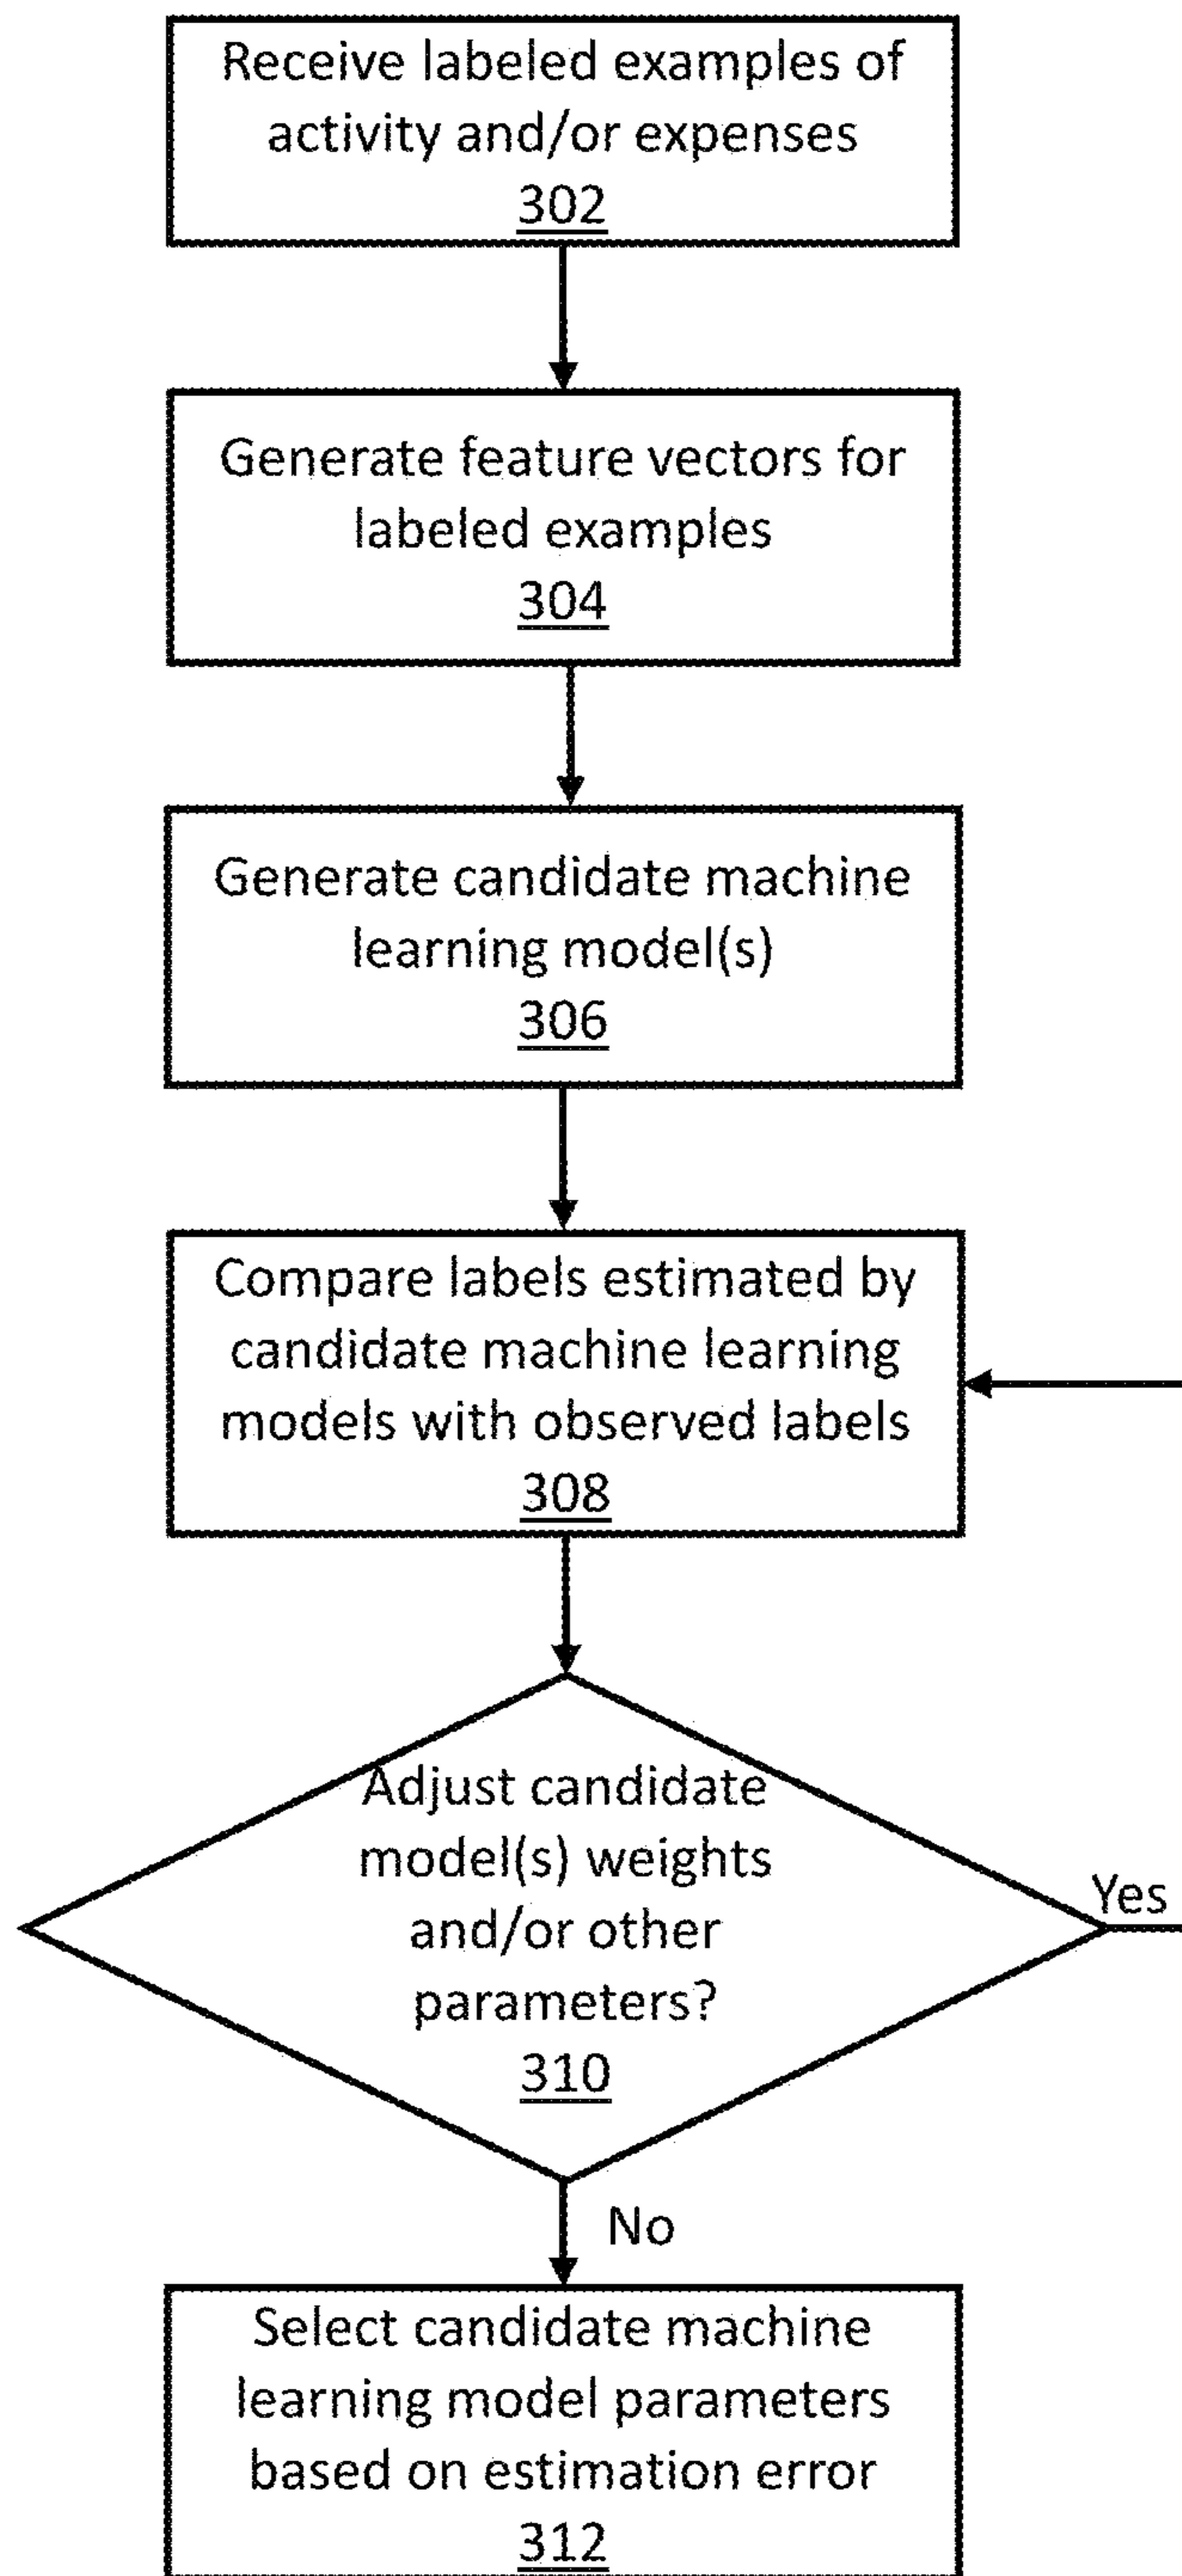 Receive labeled examples of
activity and/or expenses
302
Generate feature vectors for
labeled examples
304
Generate candidate machine
learning model(s)
306
Compare labels estimated by
candidate machine learning
models with observed labels
308
Adjust candidate
model(s) weights
and/or other
parameters?
310
Yes
No
Select candidate machine
learning model parameters
based on estimation error
312